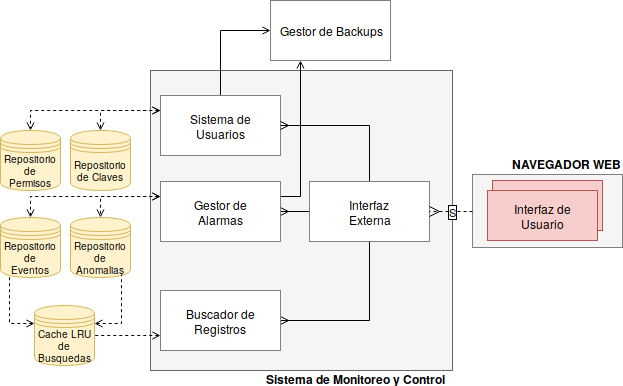 Gestor de Backups
Sistema de
Usuarios
Repositorio
de
Permisos
Repositorio
de Claves
NAVEGADOR WEB
Gestor de
Alarmas
Interfaz
Externa
S
Interfaz de
Usuario
Repositorio
de
Eventos
Repositorio
de
Anomalias
Buscador de
Registros
Cache LRU
de
Busquedas
Sistema de Monitoreo y Control